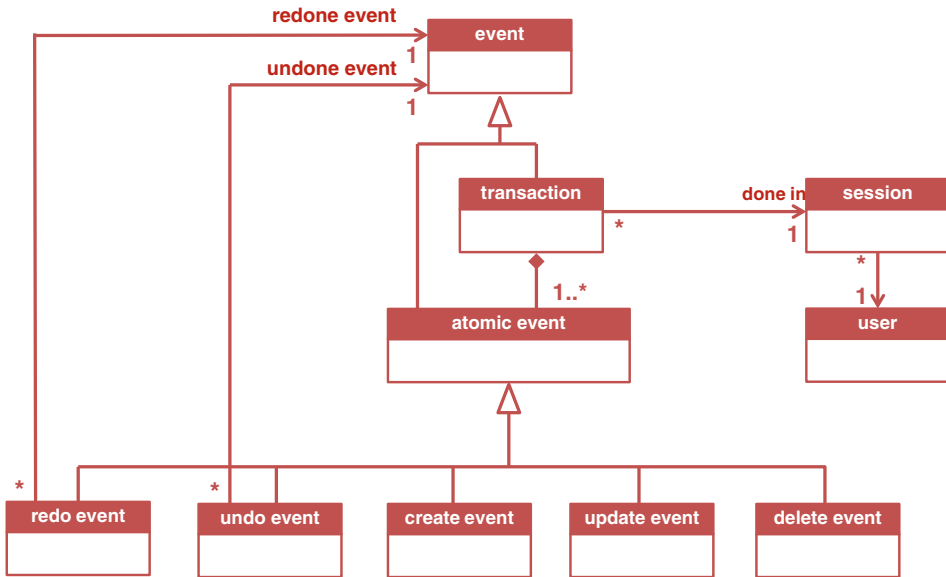 redone event
event
1
undone event
1
transaction
done in
session
*
1
*
1..*
1
atomic event
user
*
*
redo event
undo event
create event
update event
delete event